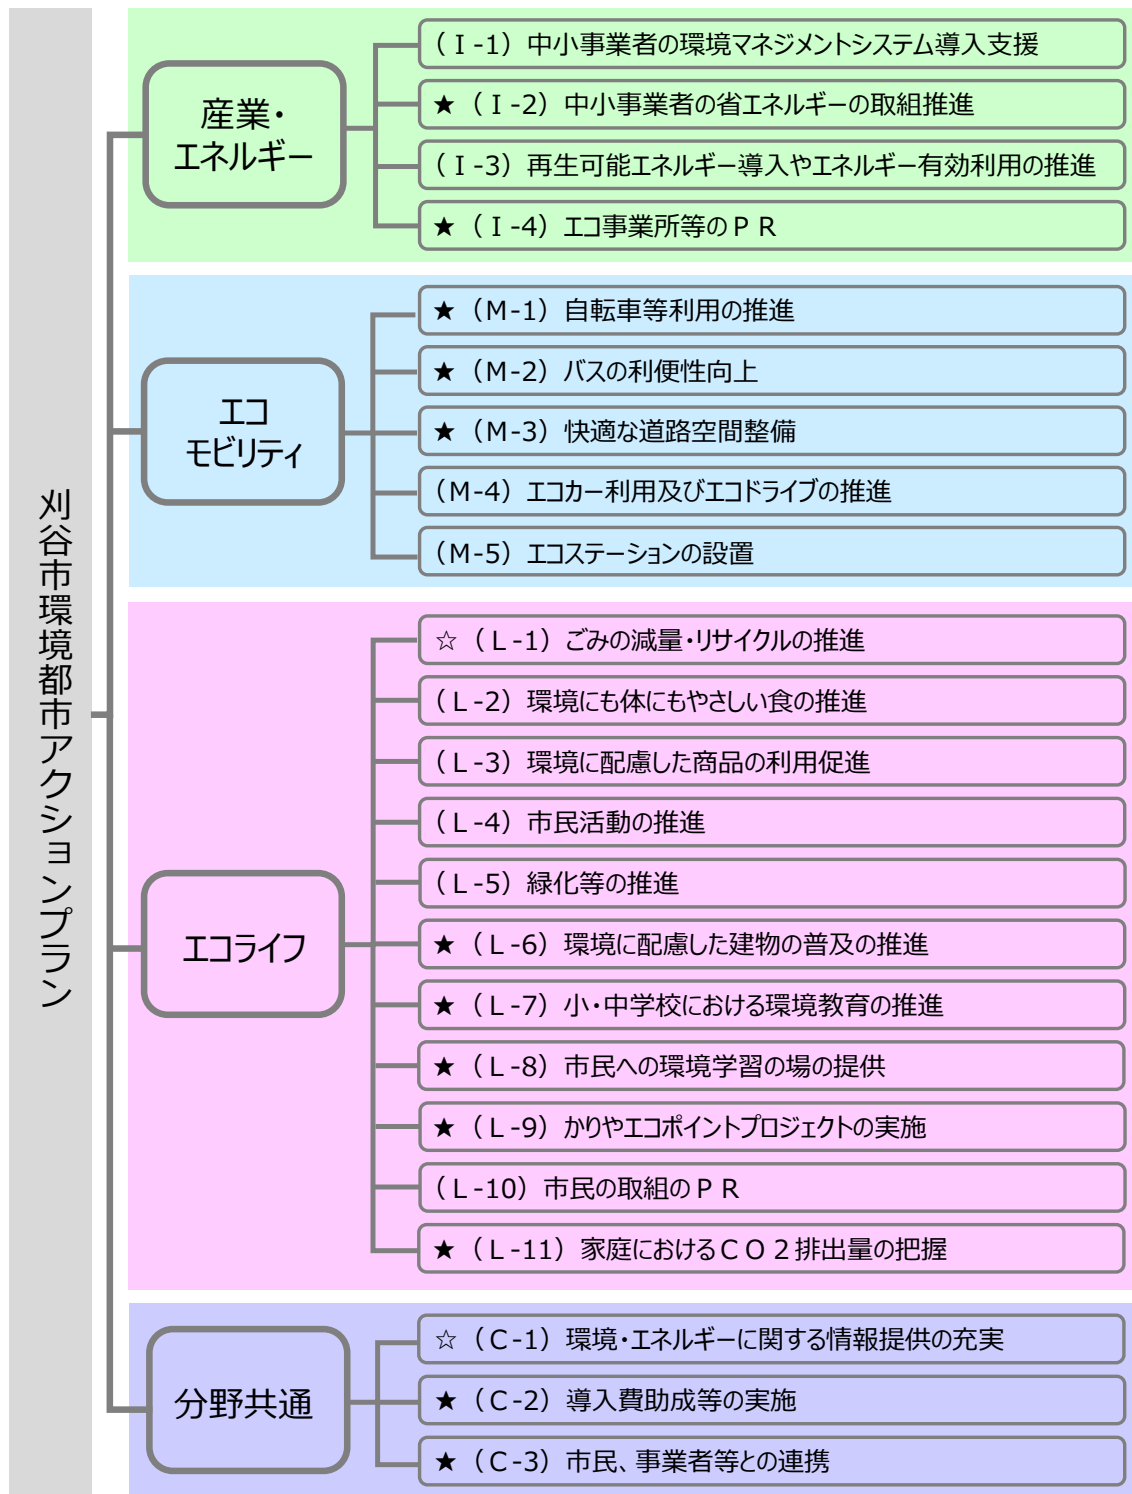 刈谷市環境都市アクションプラン
産業・
エネルギー
（Ｉ-1）中小事業者の環境マネジメントシステム導入支援
★（Ｉ-2）中小事業者の省エネルギーの取組推進
（Ｉ-3）再生可能エネルギー導入やエネルギー有効利用の推進
★（Ｉ-4）エコ事業所等のＰＲ
エコ
モビリティ
★（Ｍ-1）自転車等利用の推進
★（Ｍ-2）バスの利便性向上
★（Ｍ-3）快適な道路空間整備
（Ｍ-4）エコカー利用及びエコドライブの推進
（Ｍ-5）エコステーションの設置
エコライフ
☆（Ｌ-1）ごみの減量・リサイクルの推進
（Ｌ-2）環境にも体にもやさしい食の推進
（Ｌ-3）環境に配慮した商品の利用促進
（Ｌ-4）市民活動の推進
（Ｌ-5）緑化等の推進
★（Ｌ-6）環境に配慮した建物の普及の推進
★（Ｌ-7）小・中学校における環境教育の推進
★（Ｌ-8）市民への環境学習の場の提供
★（Ｌ-9）かりやエコポイントプロジェクトの実施
（Ｌ-10）市民の取組のＰＲ
★（Ｌ-11）家庭におけるＣＯ２排出量の把握
分野共通
☆（Ｃ-1）環境・エネルギーに関する情報提供の充実
★（Ｃ-2）導入費助成等の実施
★（Ｃ-3）市民、事業者等との連携